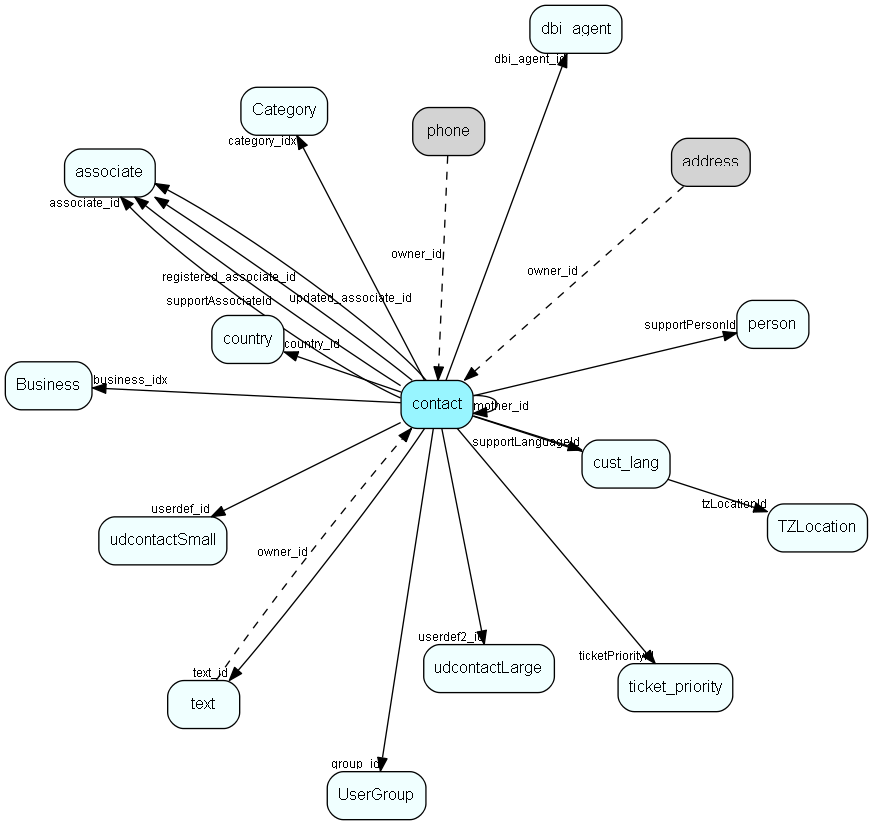 dbi_agent
dbi_agent_id
Category
category_idx
phone
address
associate
associate_id
owner_id
owner_id
registered_associate_id
updated_associate_id
supportAssociateId
country
country_id
supportPersonId
person
Business
business_idx
contact
mother_id
supportLanguageId
cust_lang
tzLocationId
TZLocation
userdef_id
udcontactSmall
owner_id
userdef2_id
udcontactLarge
ticketPriorityId
ticket_priority
text_id
text
group_id
UserGroup